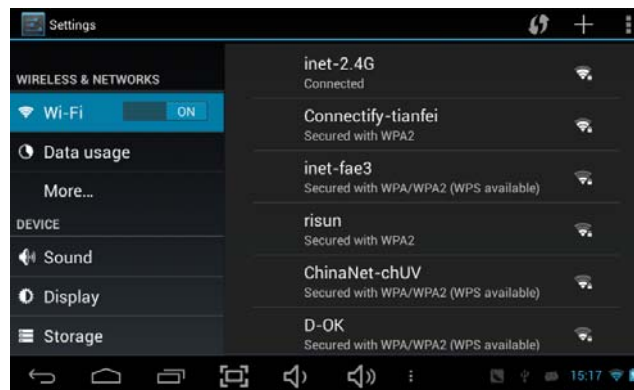 Settings
WIRELESS & NETWORKS
Wi-Fi ON
Data usage
More...
DEVICE
Sound
Display
Storage
inet-2.4G
Connected
Connectify-tianfei
Secured with WPA2
inet-fae3
Secured with WPA/WPA2 (WPS available)
risun
Secured with WPA2
ChinaNet-chUV
Secured with WPA/WPA2 (WPS available)
D-OK
Secured with WPA/WPA2 (WPS available)
15:17